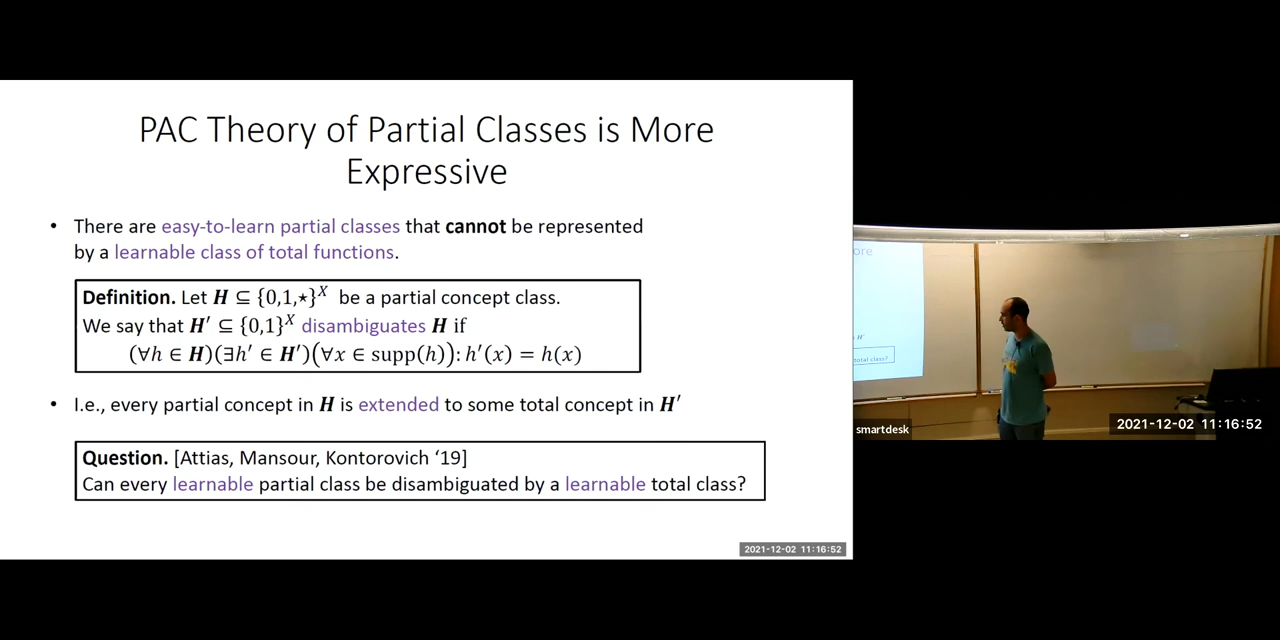 PAC Theory of Partial Classes is More
Expressive
• There are easy-to-learn partial classes that cannot be represented
by a learnable class of total functions.
Definition. Let H ⊆ {0,1,⋆}^X be a partial concept class.
We say that H′ ⊆ {0,1}^X disambiguates H if
(∀h ∈ H)(∃h′ ∈ H′)(∀x ∈ supp(h)): h′(x) = h(x)
• I.e., every partial concept in H is extended to some total concept in H′
Question. [Attias, Mansour, Kontorovich ‘19]
Can every learnable partial class be disambiguated by a learnable total class?
2021-12-02 11:16:52
ore
H′
total class?
smartdesk
2021-12-02 11:16:52